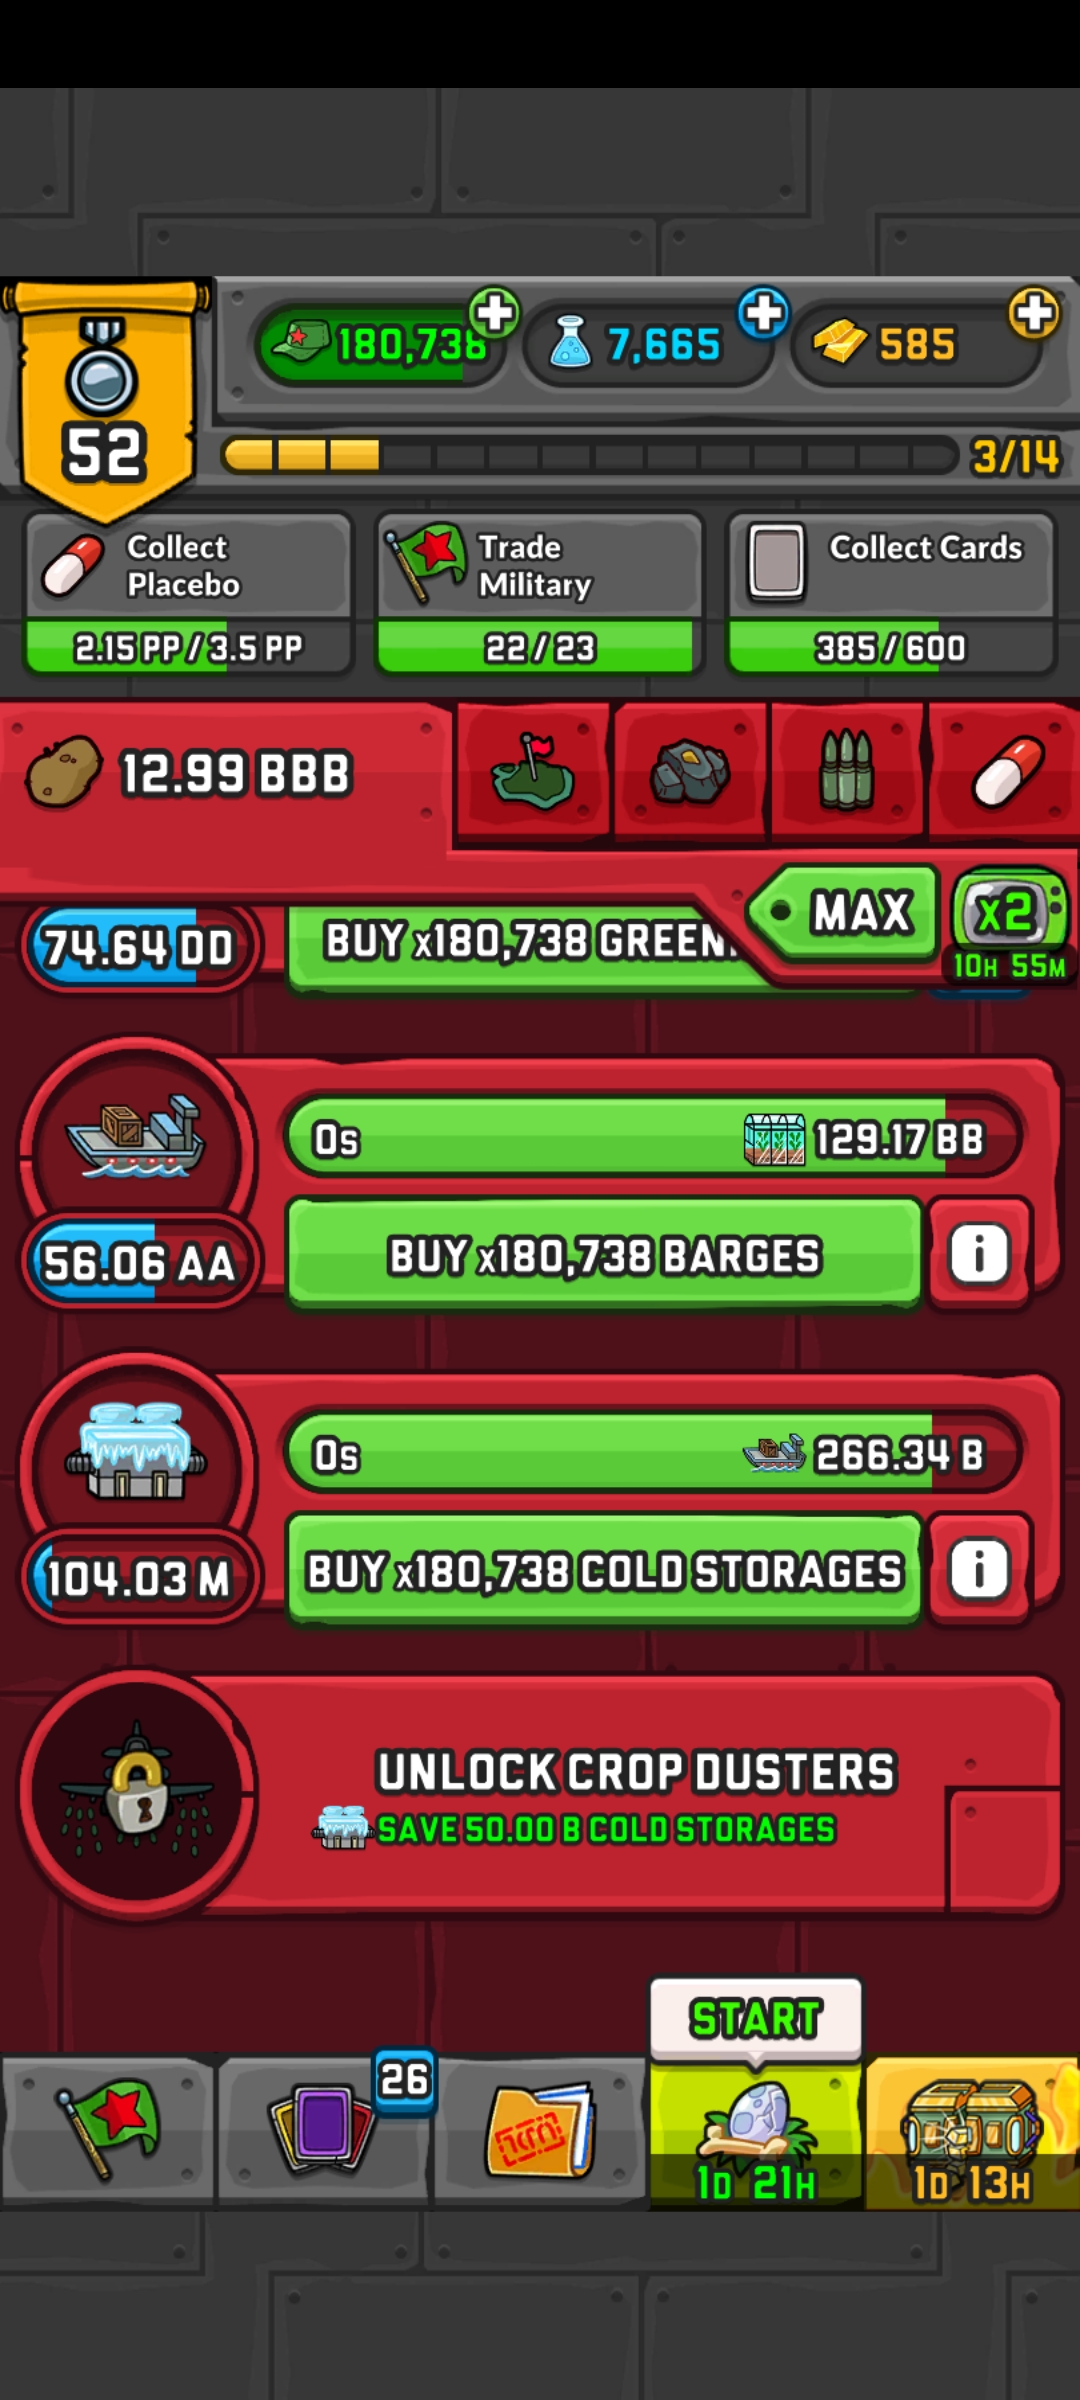 180,738
7,665
585
52
3/14
Collect
Placebo
2.15 PP / 3.5 PP
Trade
Military
22 / 23
Collect Cards
385 / 600
12.99 BBB
MAX
x2
10H 55M
74.64 DD
BUY x180,738
0s
129.17 BB
56.06 AA
BUY x180,738 BARGES
i
0s
266.34 B
104.03 M
BUY x180,738 COLD STORAGES
i
UNLOCK CROP DUSTERS
SAVE 50.00 B COLD STORAGES
START
26
1D 21H
1D 13H